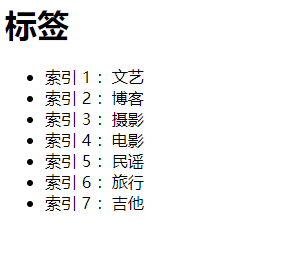 标签
索引 1 ：文艺
索引 2 ：博客
索引 3 ：摄影
索引 4 ：电影
索引 5 ：民谣
索引 6 ：旅行
索引 7 ：吉他